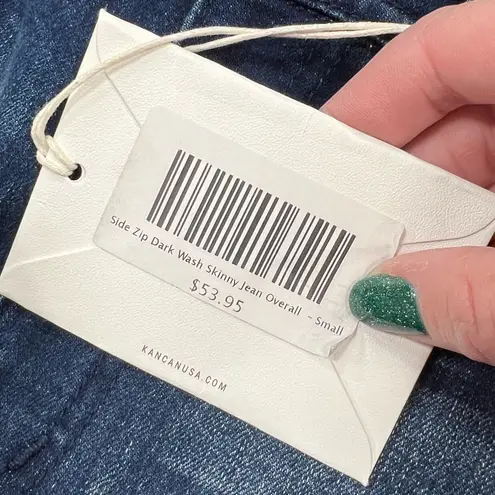 Side Zip Dark Wash Skinny Jean Overall - Small
$53.95
KANCANUSA.COM